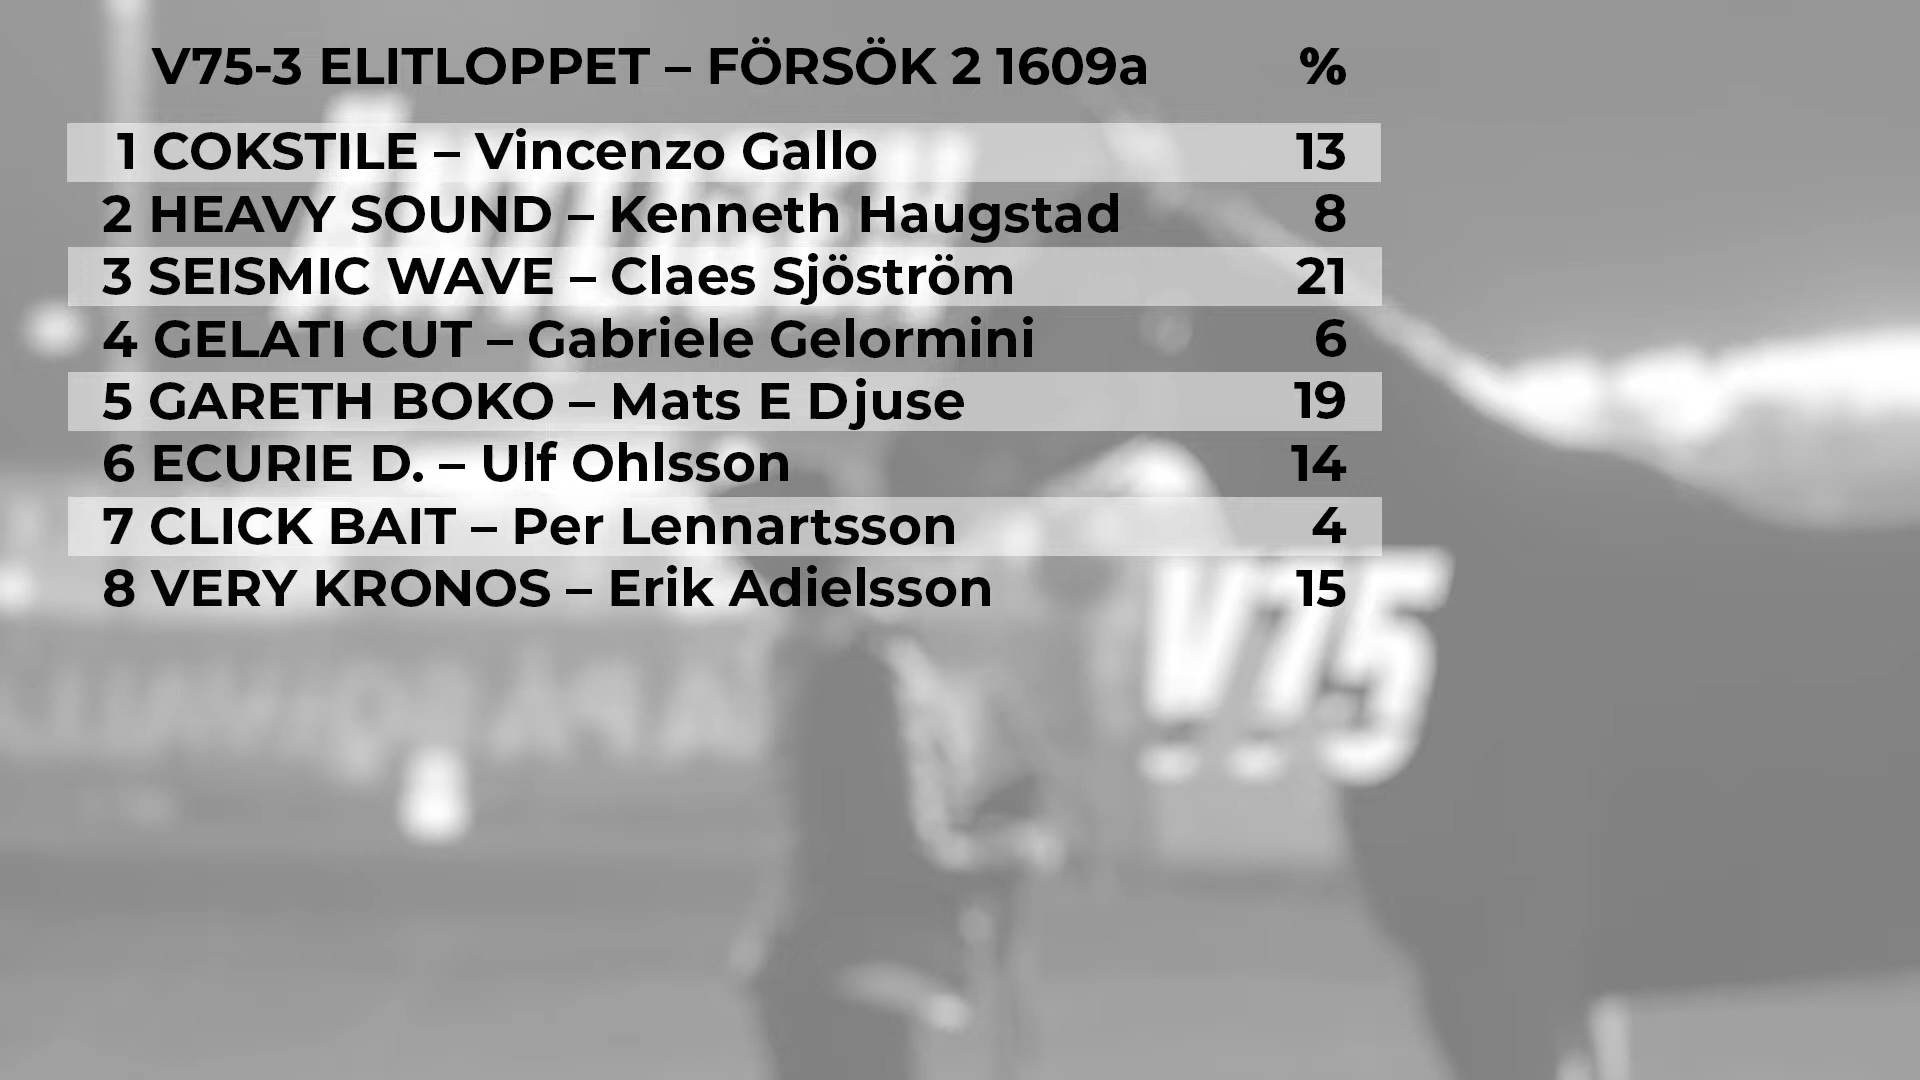 V75-3 ELITLOPPET – FÖRSÖK 2 1609a %
1 COKSTILE – Vincenzo Gallo 13
2 HEAVY SOUND – Kenneth Haugstad 8
3 SEISMIC WAVE – Claes Sjöström 21
4 GELATI CUT – Gabriele Gelormini 6
5 GARETH BOKO – Mats E Djuse 19
6 ECURIE D. – Ulf Ohlsson 14
7 CLICK BAIT – Per Lennartsson 4
8 VERY KRONOS – Erik Adielsson 15
V75